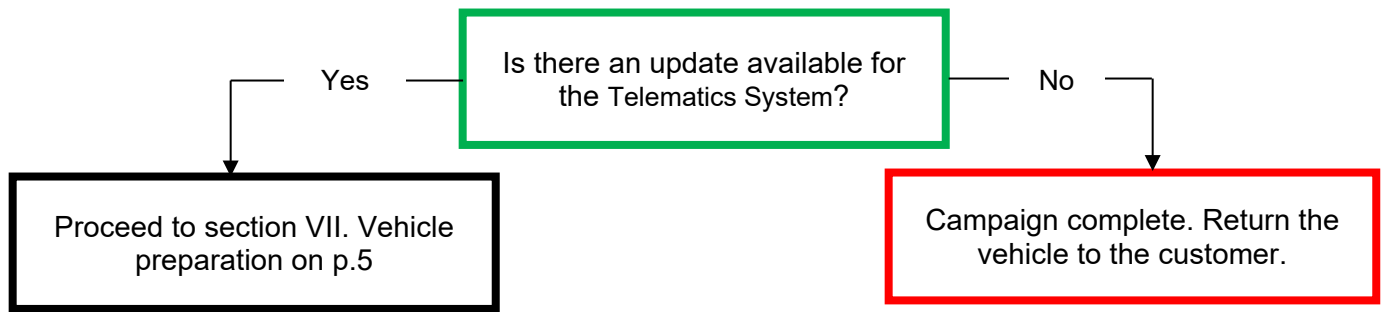 Is there an update available for
the Telematics System?
Yes
No
Proceed to section VII. Vehicle
preparation on p.5
Campaign complete. Return the
vehicle to the customer.